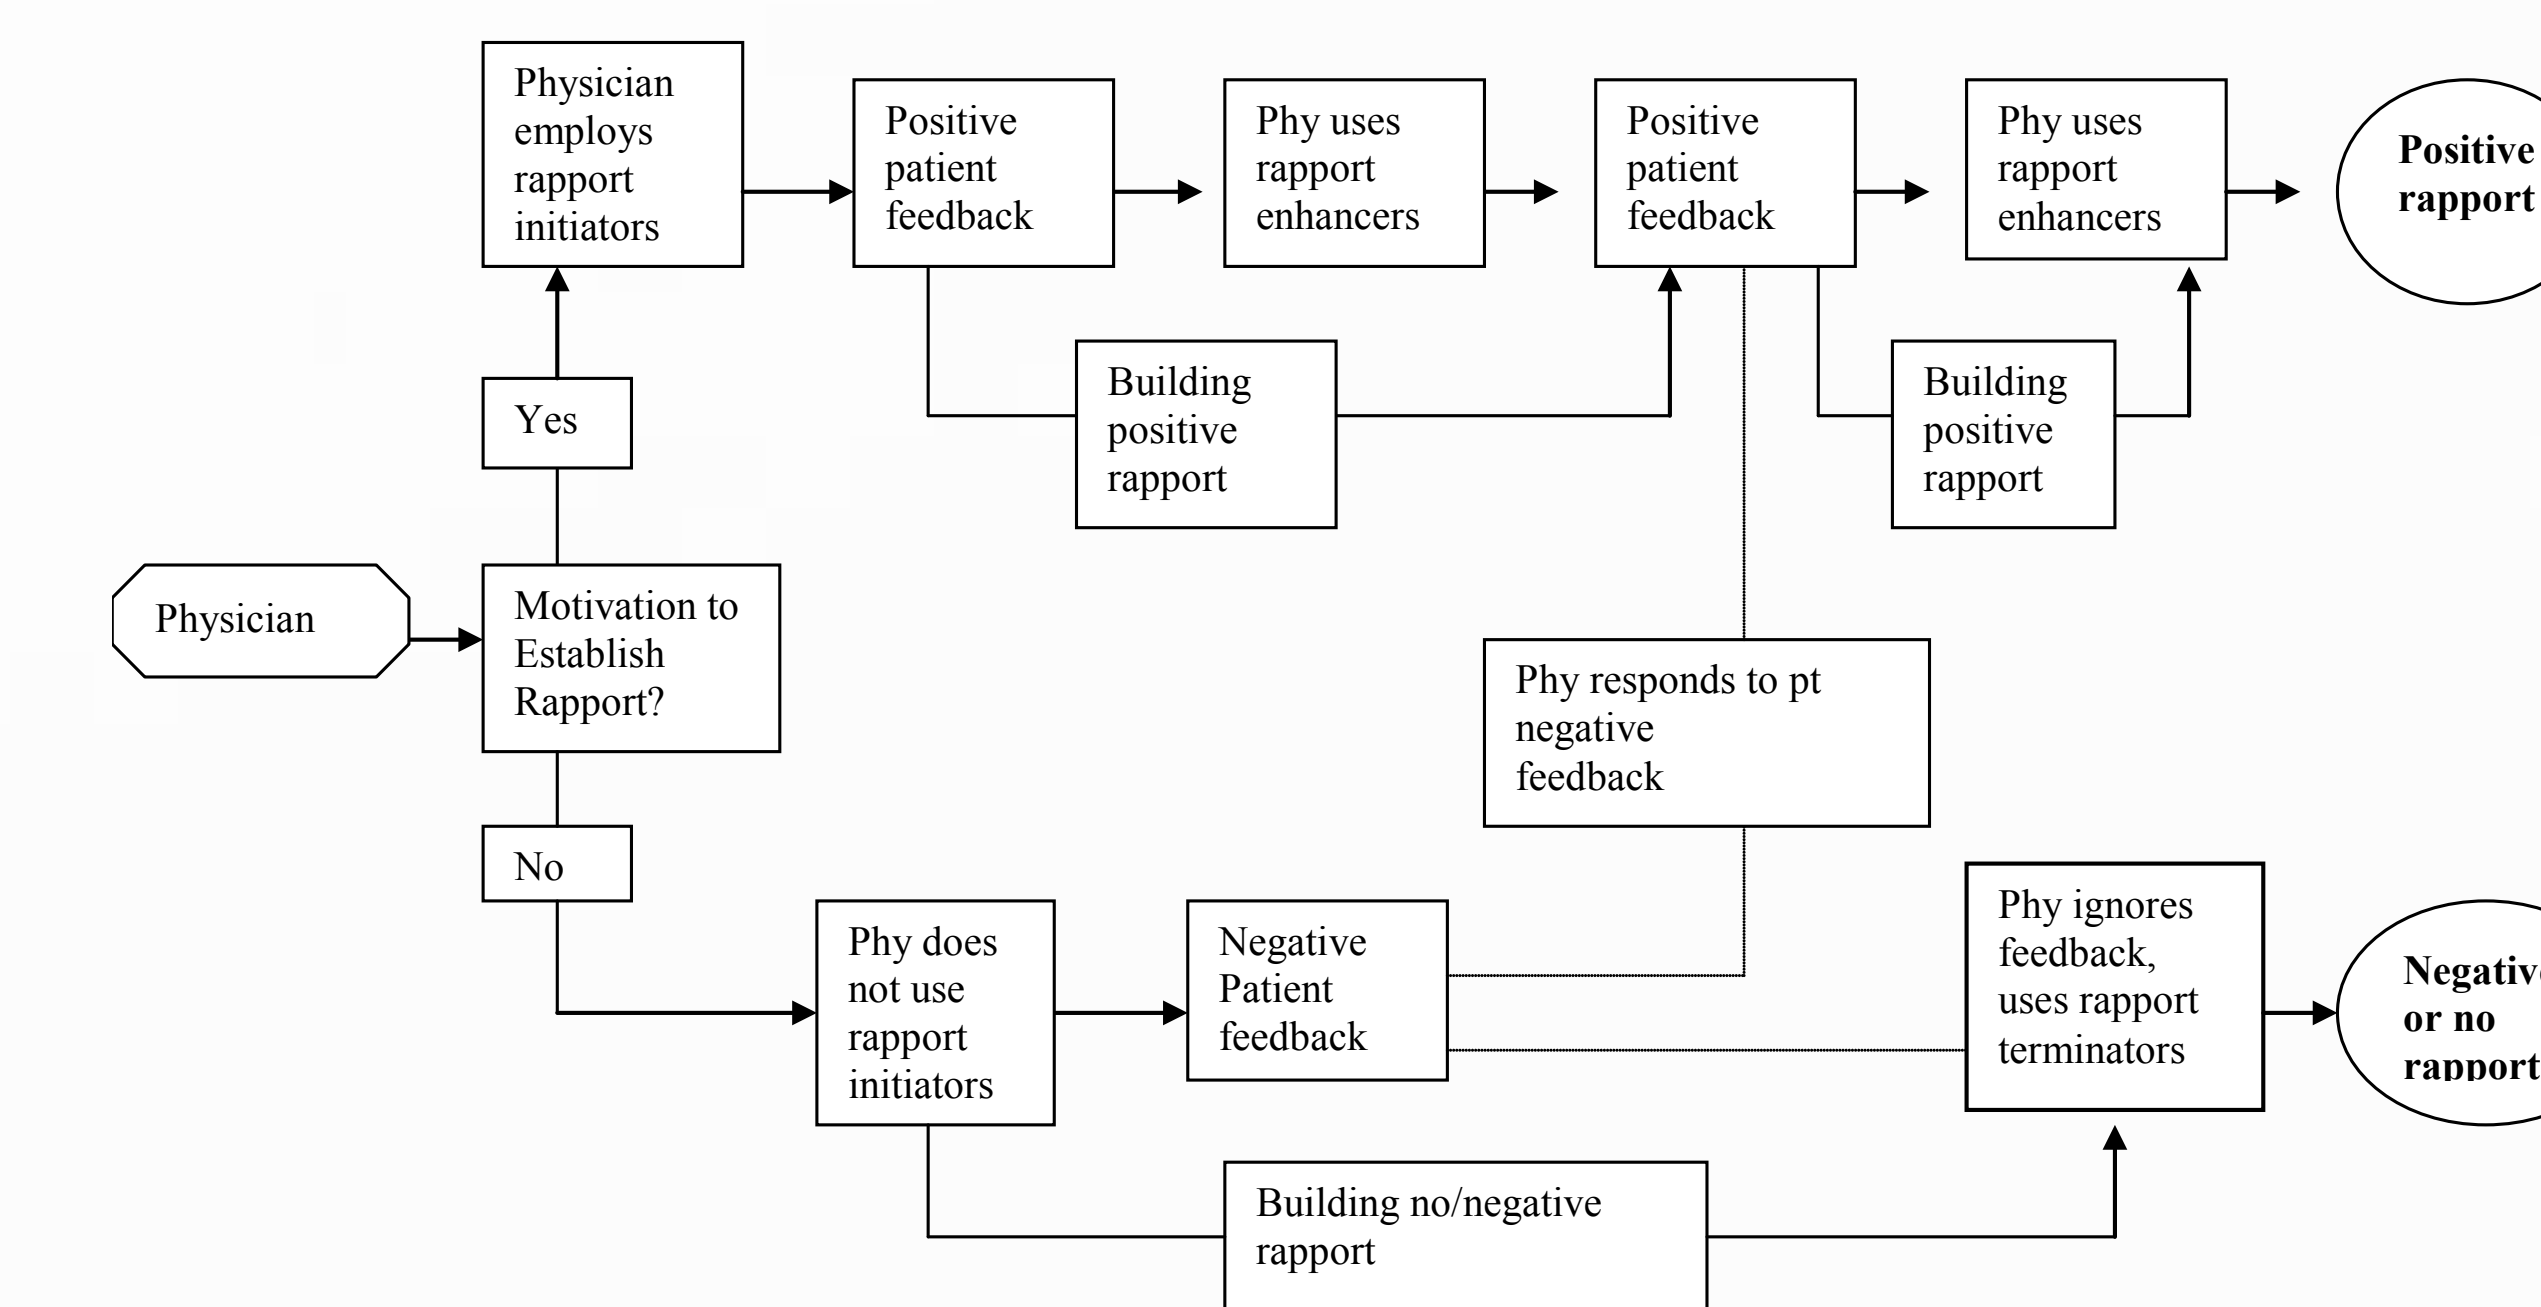 Physician
employs
rapport
initiators
Positive
patient
feedback
Phy uses
rapport
enhancers
Positive
patient
feedback
Phy uses
rapport
enhancers
Positive
rapport
Yes
Building
positive
rapport
Building
positive
rapport
Physician
Motivation to
Establish
Rapport?
Phy responds to pt
negative
feedback
No
Phy does
not use
rapport
initiators
Negative
Patient
feedback
Phy ignores
feedback,
uses rapport
terminators
Negative
or no
rapport
Building no/negative
rapport